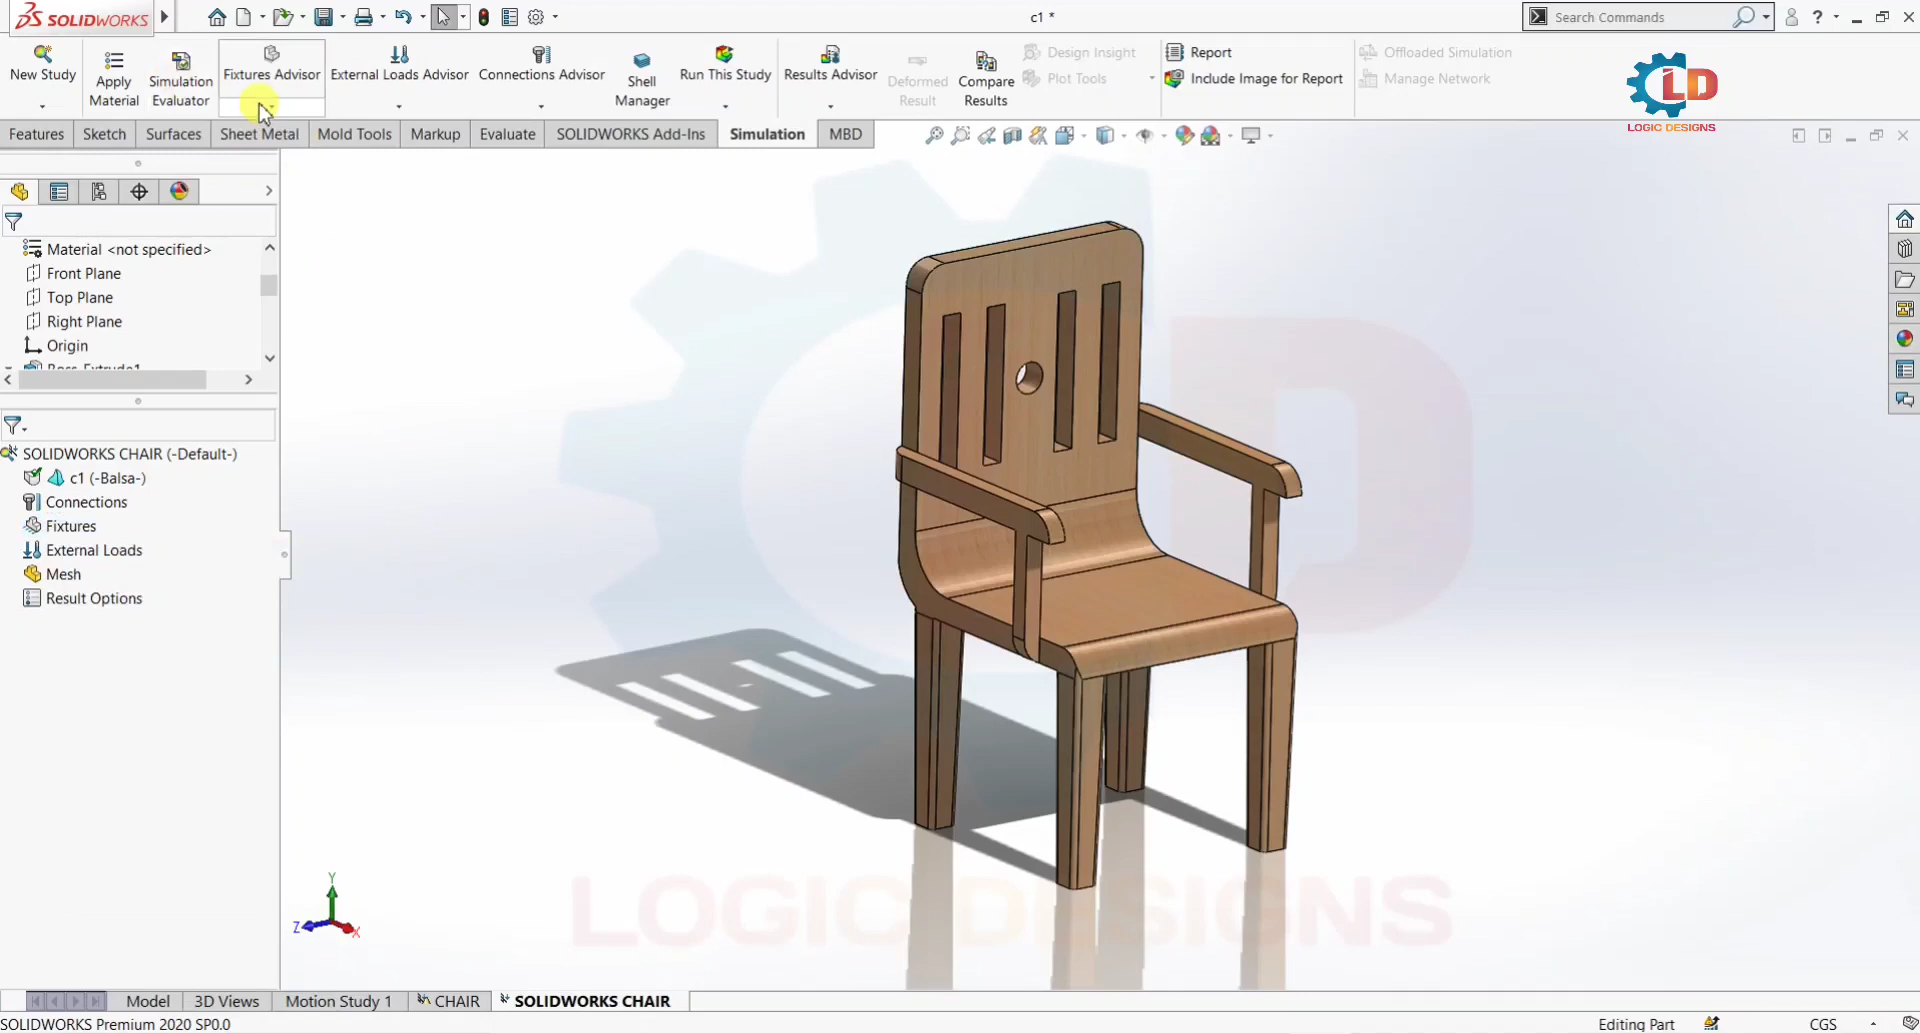 SOLIDWORKS
c1 *
Search Commands
?
New Study
Apply
Material
Simulation
Evaluator
Fixtures Advisor
External Loads Advisor
Connections Advisor
Shell
Manager
Run This Study
Results Advisor
Deformed
Result
Compare
Results
Design Insight
Plot Tools
Report
Include Image for Report
Offloaded Simulation
Manage Network
LD
LOGIC DESIGNS
Features
Sketch
Surfaces
Sheet Metal
Mold Tools
Markup
Evaluate
SOLIDWORKS Add-Ins
Simulation
MBD
Material <not specified>
Front Plane
Top Plane
Right Plane
Origin
Boss-Extrude1
SOLIDWORKS CHAIR (-Default-)
c1 (-Balsa-)
Connections
Fixtures
External Loads
Mesh
Result Options
D
Y
Z
X
LOGIC DESIGNS
Model
3D Views
Motion Study 1
CHAIR
SOLIDWORKS CHAIR
SOLIDWORKS Premium 2020 SP0.0
Editing Part
CGS